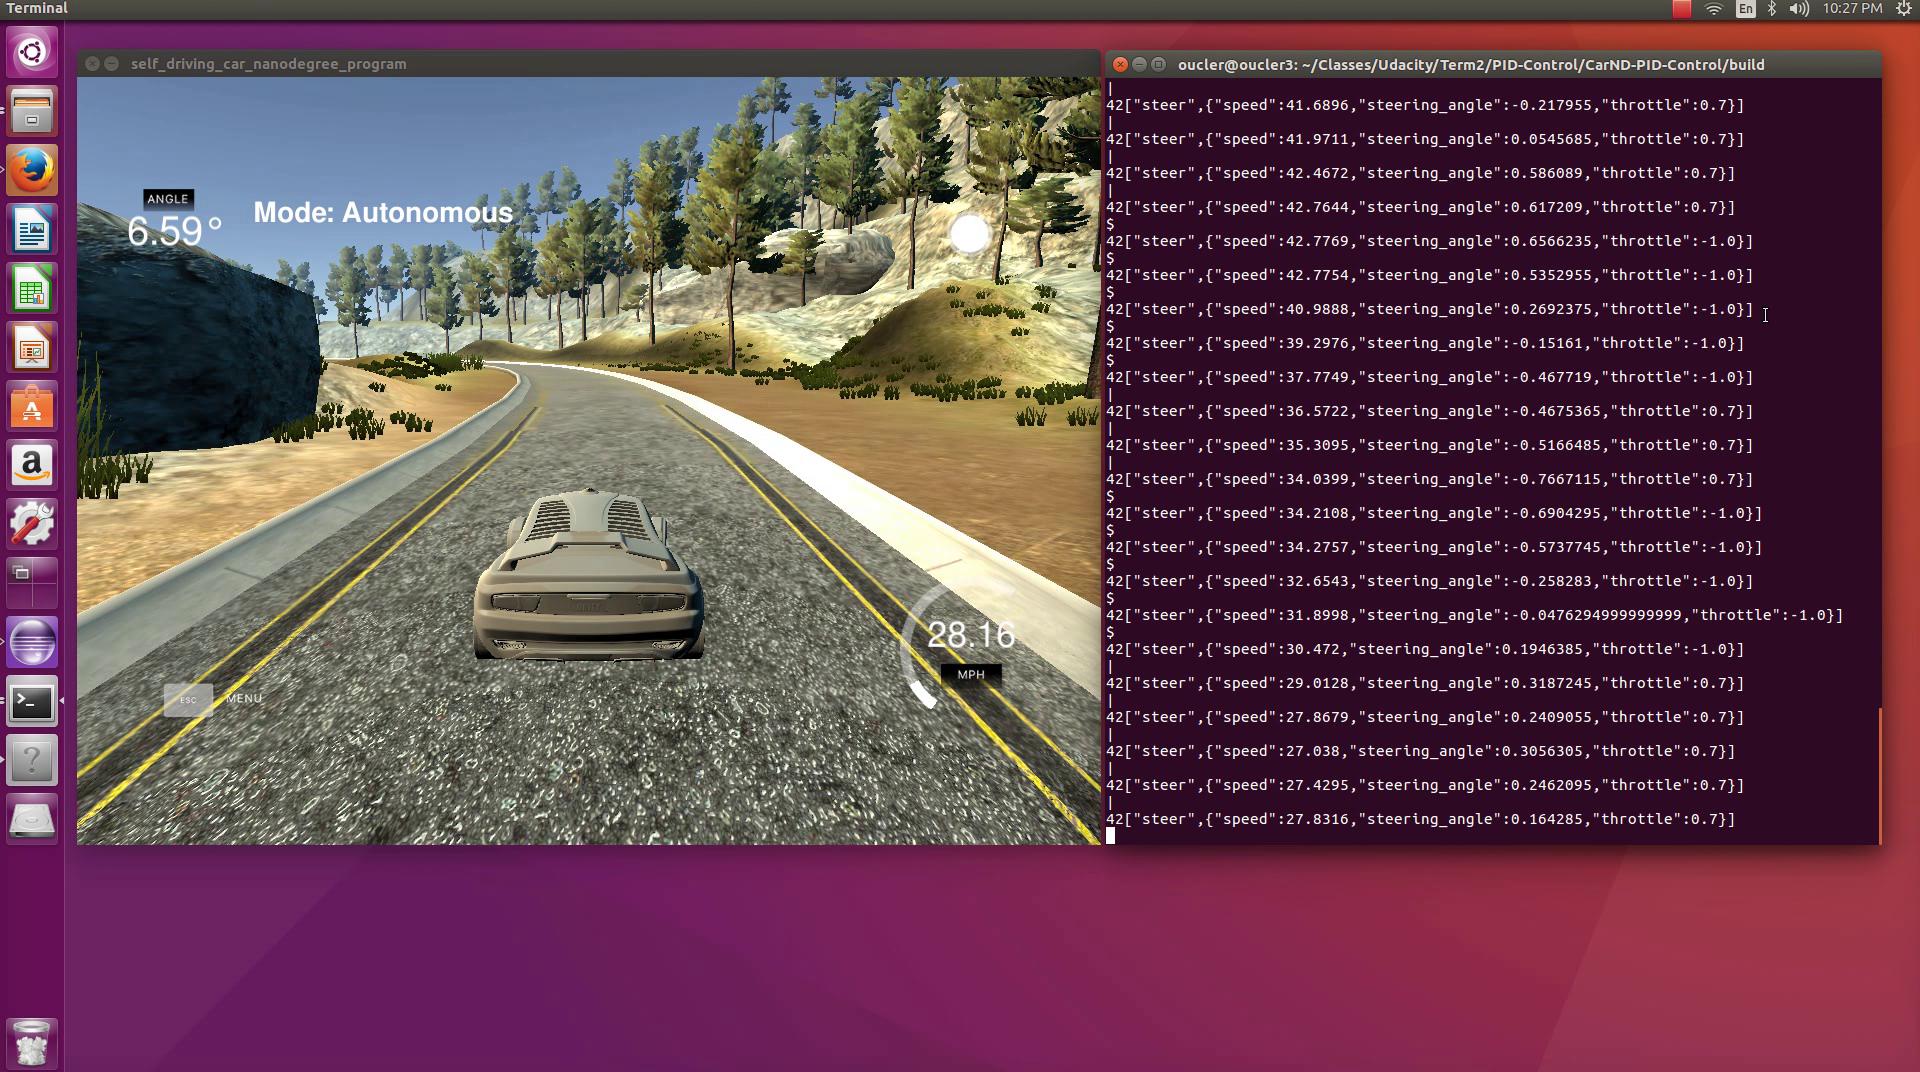 Terminal
En
10:27 PM
self_driving_car_nanodegree_program
ANGLE
6.59°
Mode: Autonomous
28.16
MPH
ESC
MENU
a
>_
?
oucler@oucler3: ~/Classes/Udacity/Term2/PID-Control/CarND-PID-Control/build
|
42["steer",{"speed":41.6896,"steering_angle":-0.217955,"throttle":0.7}]
|
42["steer",{"speed":41.9711,"steering_angle":0.0545685,"throttle":0.7}]
|
42["steer",{"speed":42.4672,"steering_angle":0.586089,"throttle":0.7}]
|
42["steer",{"speed":42.7644,"steering_angle":0.617209,"throttle":0.7}]
$
42["steer",{"speed":42.7769,"steering_angle":0.6566235,"throttle":-1.0}]
$
42["steer",{"speed":42.7754,"steering_angle":0.5352955,"throttle":-1.0}]
$
42["steer",{"speed":40.9888,"steering_angle":0.2692375,"throttle":-1.0}]
$
42["steer",{"speed":39.2976,"steering_angle":-0.15161,"throttle":-1.0}]
$
42["steer",{"speed":37.7749,"steering_angle":-0.467719,"throttle":-1.0}]
|
42["steer",{"speed":36.5722,"steering_angle":-0.4675365,"throttle":0.7}]
|
42["steer",{"speed":35.3095,"steering_angle":-0.5166485,"throttle":0.7}]
|
42["steer",{"speed":34.0399,"steering_angle":-0.7667115,"throttle":0.7}]
$
42["steer",{"speed":34.2108,"steering_angle":-0.6904295,"throttle":-1.0}]
$
42["steer",{"speed":34.2757,"steering_angle":-0.5737745,"throttle":-1.0}]
$
42["steer",{"speed":32.6543,"steering_angle":-0.258283,"throttle":-1.0}]
$
42["steer",{"speed":31.8998,"steering_angle":-0.0476294999999999,"throttle":-1.0}]
$
42["steer",{"speed":30.472,"steering_angle":0.1946385,"throttle":-1.0}]
|
42["steer",{"speed":29.0128,"steering_angle":0.3187245,"throttle":0.7}]
|
42["steer",{"speed":27.8679,"steering_angle":0.2409055,"throttle":0.7}]
|
42["steer",{"speed":27.038,"steering_angle":0.3056305,"throttle":0.7}]
|
42["steer",{"speed":27.4295,"steering_angle":0.2462095,"throttle":0.7}]
|
42["steer",{"speed":27.8316,"steering_angle":0.164285,"throttle":0.7}]